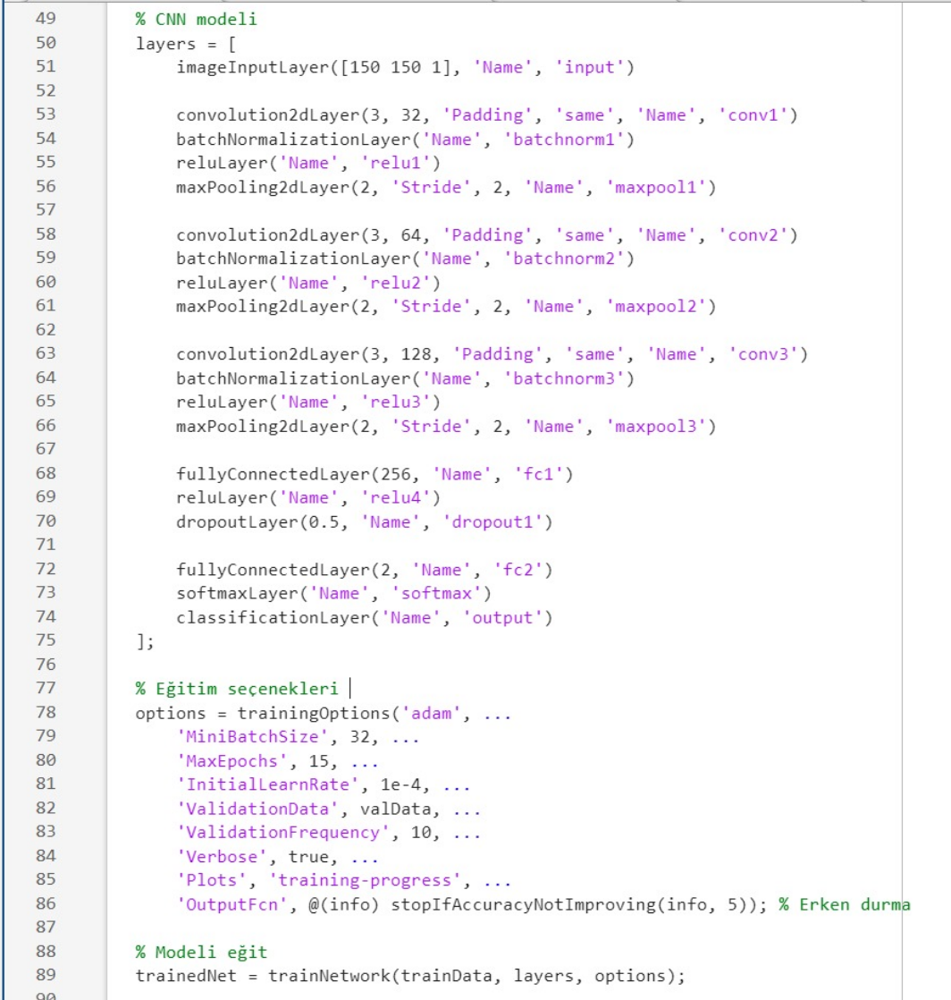 49 % CNN modeli
50 layers = [
51 imageInputLayer([150 150 1], 'Name', 'input')
52
53 convolution2dLayer(3, 32, 'Padding', 'same', 'Name', 'conv1')
54 batchNormalizationLayer('Name', 'batchnorm1')
55 reluLayer('Name', 'relu1')
56 maxPooling2dLayer(2, 'Stride', 2, 'Name', 'maxpool1')
57
58 convolution2dLayer(3, 64, 'Padding', 'same', 'Name', 'conv2')
59 batchNormalizationLayer('Name', 'batchnorm2')
60 reluLayer('Name', 'relu2')
61 maxPooling2dLayer(2, 'Stride', 2, 'Name', 'maxpool2')
62
63 convolution2dLayer(3, 128, 'Padding', 'same', 'Name', 'conv3')
64 batchNormalizationLayer('Name', 'batchnorm3')
65 reluLayer('Name', 'relu3')
66 maxPooling2dLayer(2, 'Stride', 2, 'Name', 'maxpool3')
67
68 fullyConnectedLayer(256, 'Name', 'fc1')
69 reluLayer('Name', 'relu4')
70 dropoutLayer(0.5, 'Name', 'dropout1')
71
72 fullyConnectedLayer(2, 'Name', 'fc2')
73 softmaxLayer('Name', 'softmax')
74 classificationLayer('Name', 'output')
75 ];
76
77 % Eğitim seçenekleri
78 options = trainingOptions('adam', ...
79 'MiniBatchSize', 32, ...
80 'MaxEpochs', 15, ...
81 'InitialLearnRate', 1e-4, ...
82 'ValidationData', valData, ...
83 'ValidationFrequency', 10, ...
84 'Verbose', true, ...
85 'Plots', 'training-progress', ...
86 'OutputFcn', @(info) stopIfAccuracyNotImproving(info, 5)); % Erken durma
87
88 % Modeli eğit
89 trainedNet = trainNetwork(trainData, layers, options);
90